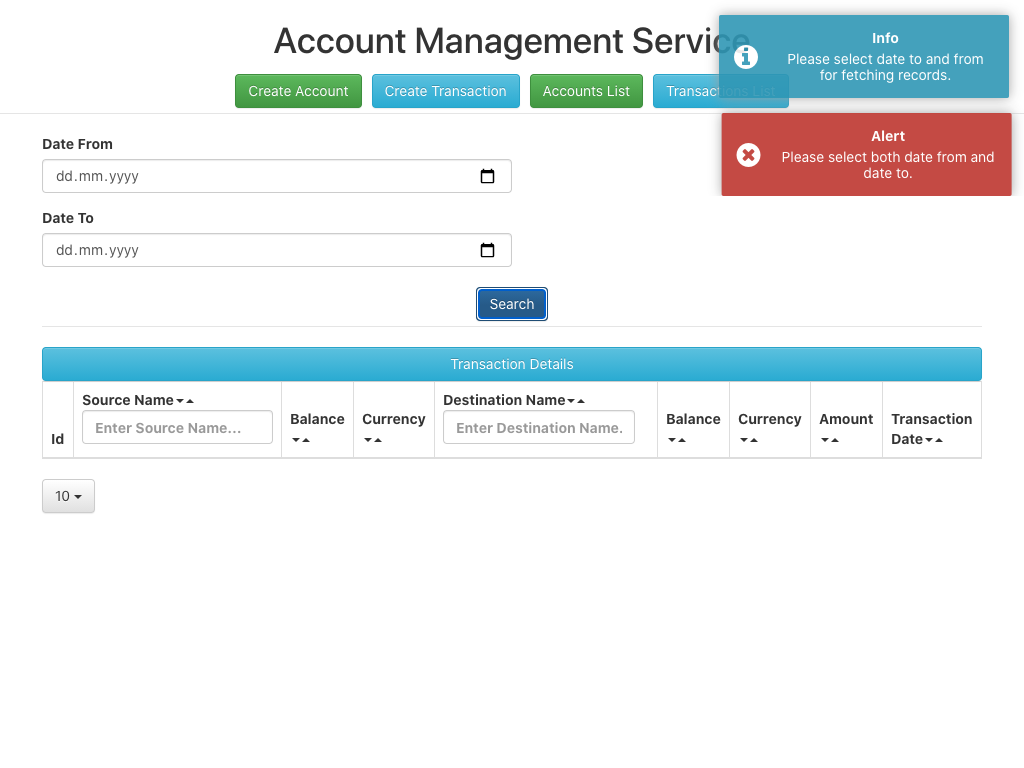 Account Management Service
Create Account
Create Transaction
Accounts List
Transactions List
Info
Please select date to and from
for fetching records.
Alert
Please select both date from and
date to.
Date From
dd.mm.yyyy
Date To
dd.mm.yyyy
Search
Transaction Details
Id
Source Name
Enter Source Name...
Balance
Currency
Destination Name
Enter Destination Name.
Balance
Currency
Amount
Transaction
Date
10